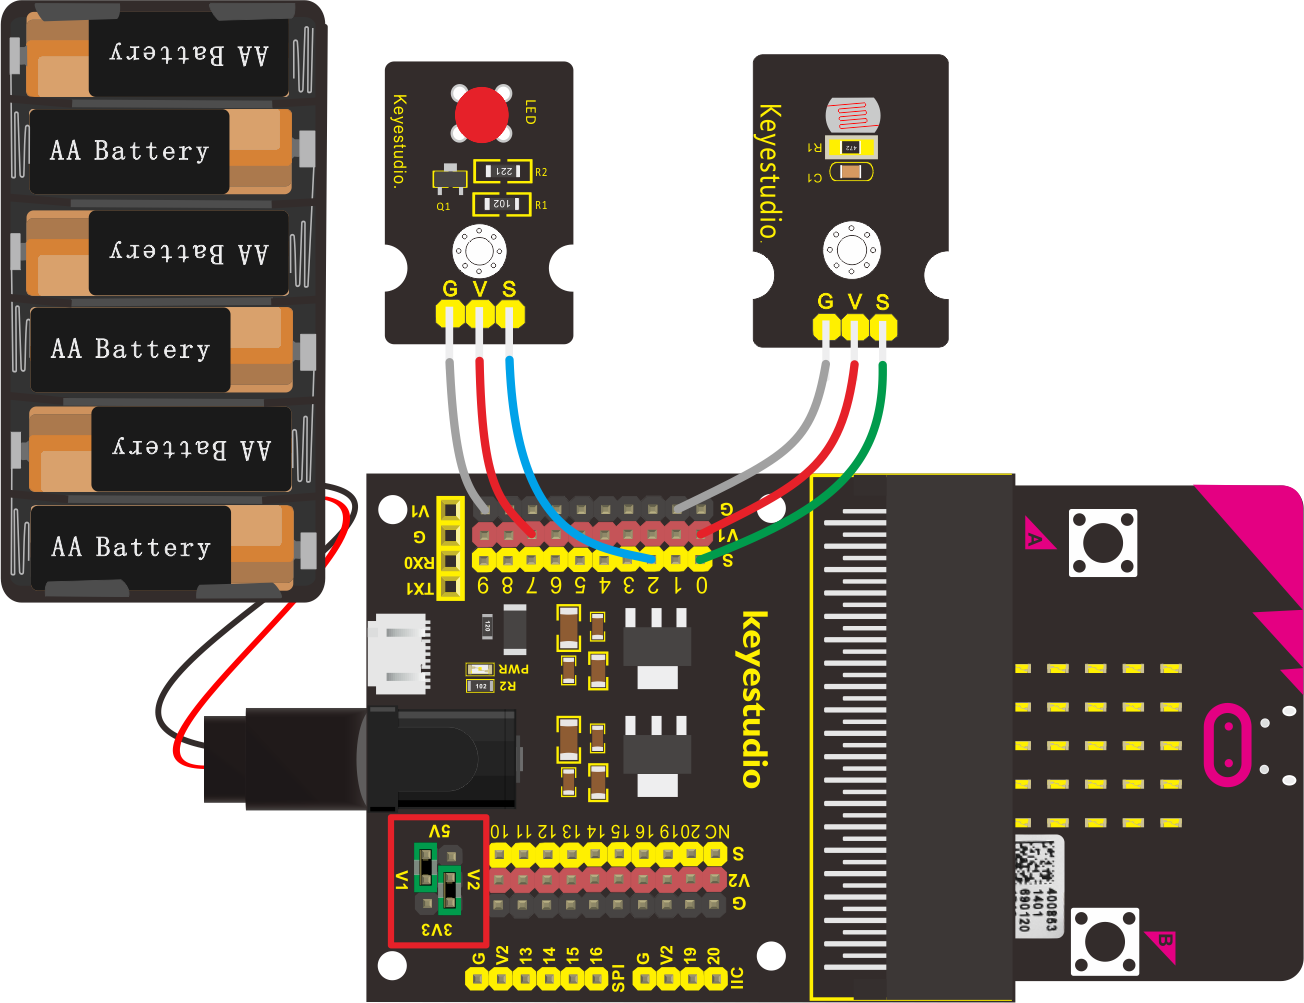 AA Battery
AA Battery
AA Battery
AA Battery
AA Battery
AA Battery
Keyestudio.
LED
221
R2
Q1
102
R1
G V S
Keyestudio.
R1
472
C1
G V S
V1
G
RX0
TX1
G
V1
S
9 8 7 6 5 4 3 2 1 0
120
PWR
R2
102
keyestudio
5V
V1
V2
3V3
10 11 12 13 14 15 16 19 20 NC
S
V2
G
G V2 13 14 15 16
SPI
G V2 19 20
IIC
A
B
400863
1401
690120